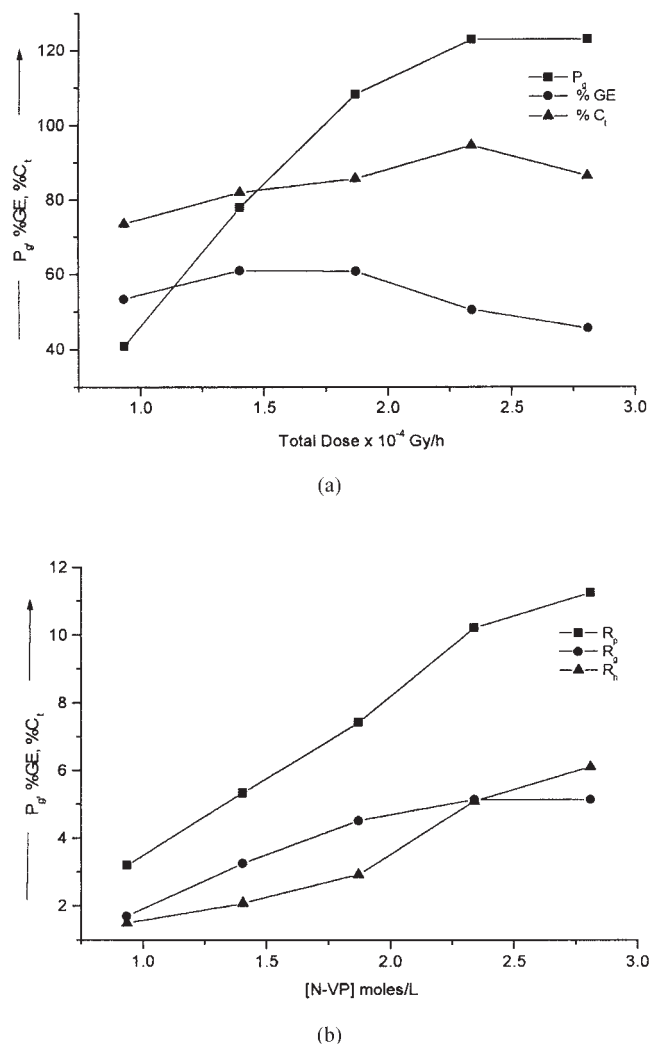 120
100
80
60
40
P_g, %GE, %C_t
P_g
% GE
% C_t
1.0 1.5 2.0 2.5 3.0
Total Dose x 10^-4 Gy/h
(a)
12
10
8
6
4
2
P_g, %GE, %C_t
R_p
R_g
R_h
1.0 1.5 2.0 2.5 3.0
[N-VP] moles/L
(b)